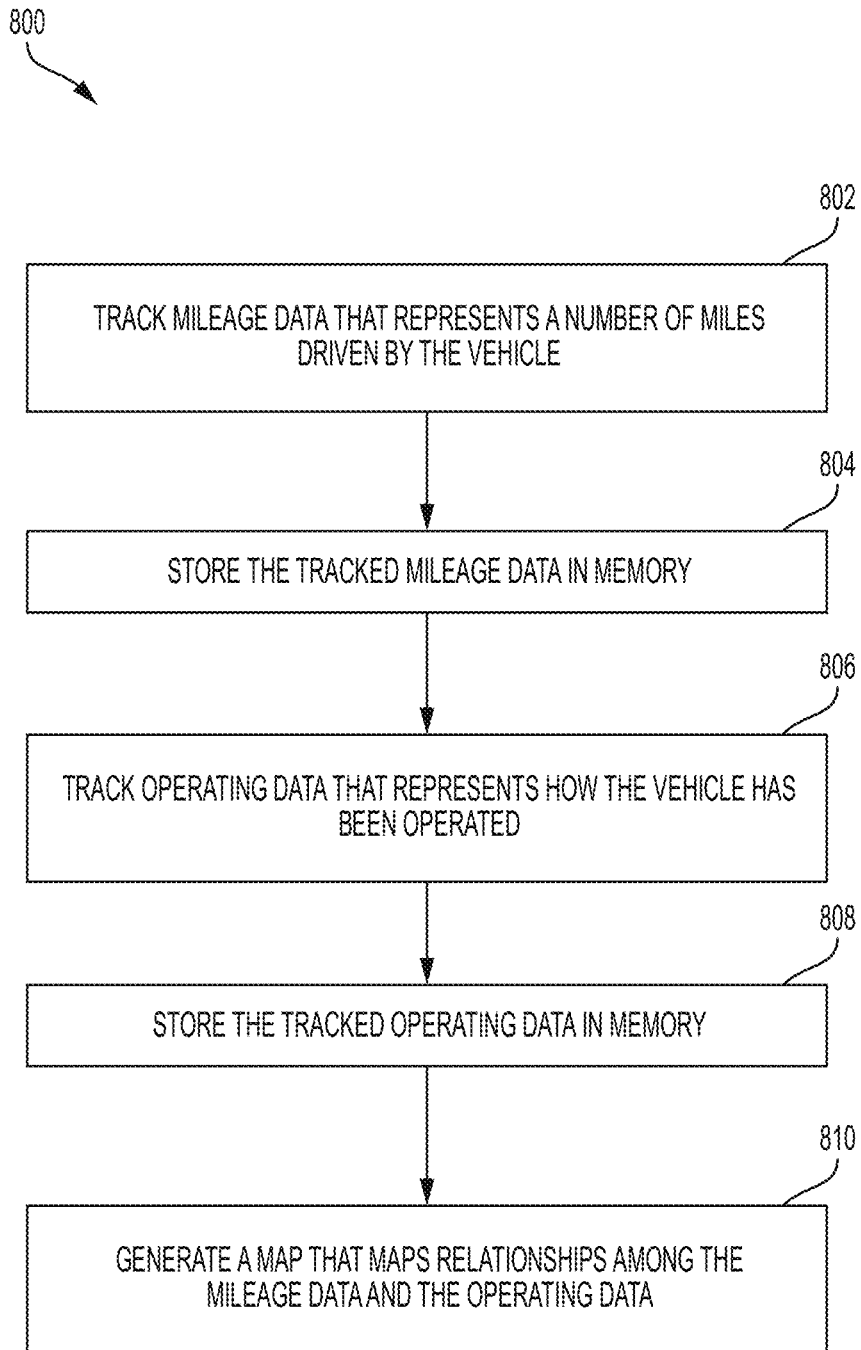 800
802
TRACK MILEAGE DATA THAT REPRESENTS A NUMBER OF MILES
DRIVEN BY THE VEHICLE
804
STORE THE TRACKED MILEAGE DATA IN MEMORY
806
TRACK OPERATING DATA THAT REPRESENTS HOW THE VEHICLE HAS
BEEN OPERATED
808
STORE THE TRACKED OPERATING DATA IN MEMORY
810
GENERATE A MAP THAT MAPS RELATIONSHIPS AMONG THE
MILEAGE DATA AND THE OPERATING DATA